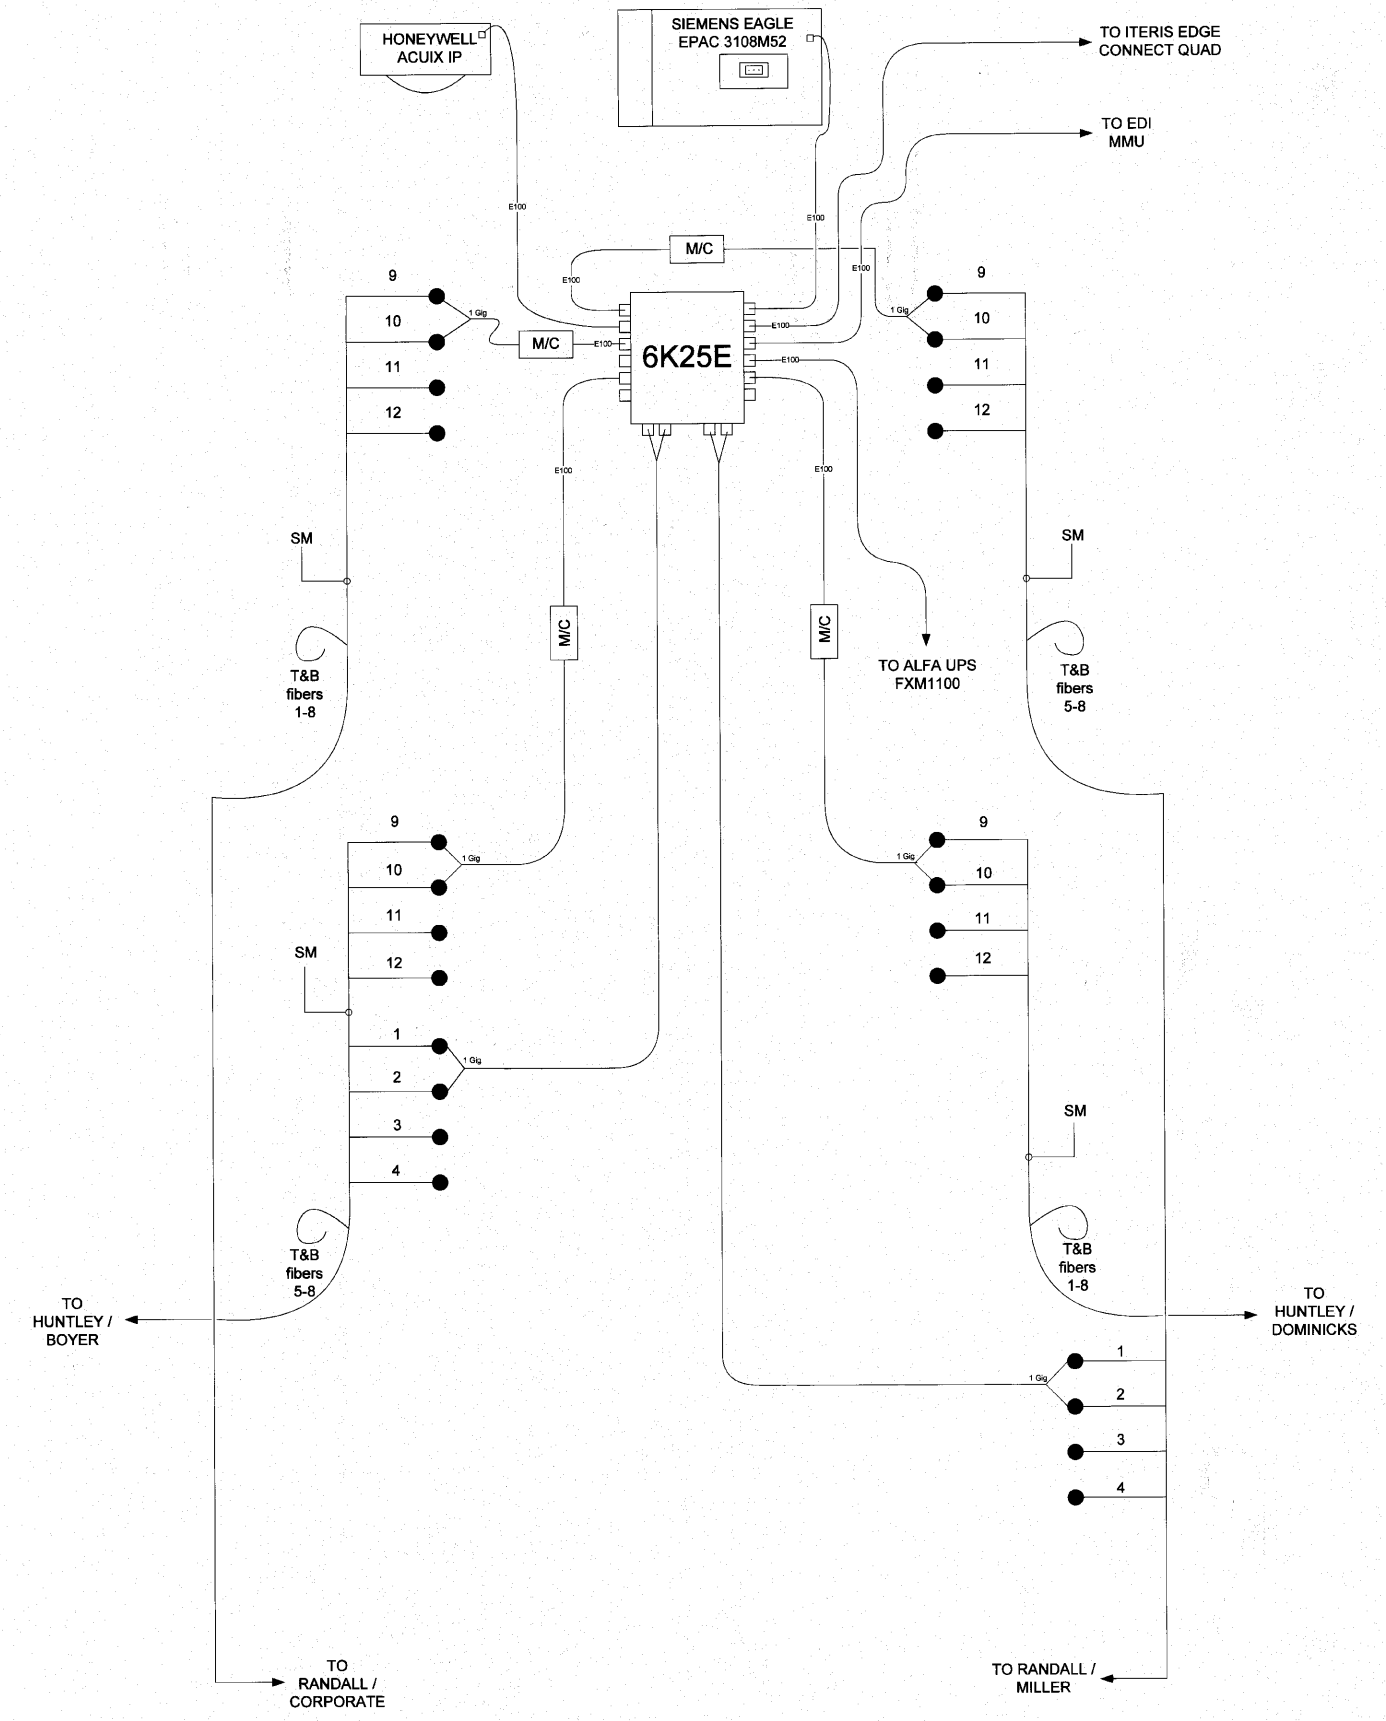 HONEYWELL
ACUIX IP
SIEMENS EAGLE
EPAC 3108M52
TO ITERIS EDGE
CONNECT QUAD
TO EDI
MMU
E100
E100
M/C
E100
E100
9
10
11
12
1 Gig
M/C
E100
6K25E
E100
E100
1 Gig
9
10
11
12
E100
E100
SM
SM
M/C
M/C
T&B
fibers
1-8
TO ALFA UPS
FXM1100
T&B
fibers
5-8
9
10
11
12
1 Gig
1 Gig
9
10
11
12
SM
1
2
3
4
1 Gig
SM
T&B
fibers
5-8
T&B
fibers
1-8
TO
HUNTLEY /
BOYER
TO
HUNTLEY /
DOMINICKS
1 Gig
1
2
3
4
TO
RANDALL /
CORPORATE
TO RANDALL /
MILLER